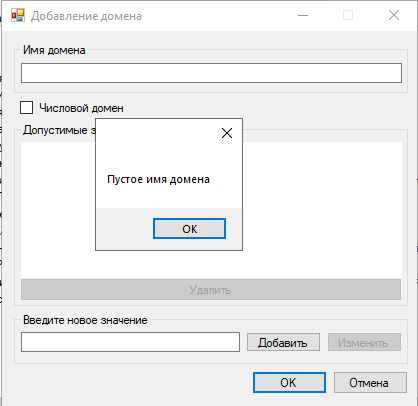 Добавление домена
Имя домена
Числовой домен
Допустимые з
Пустое имя домена
OK
Удалить
Введите новое значение
Добавить
Изменить
OK
Отмена